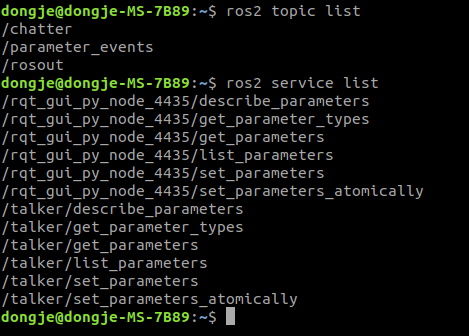 dongje@dongje-MS-7B89:~$ ros2 topic list
/chatter
/parameter_events
/rosout
dongje@dongje-MS-7B89:~$ ros2 service list
/rqt_gui_py_node_4435/describe_parameters
/rqt_gui_py_node_4435/get_parameter_types
/rqt_gui_py_node_4435/get_parameters
/rqt_gui_py_node_4435/list_parameters
/rqt_gui_py_node_4435/set_parameters
/rqt_gui_py_node_4435/set_parameters_atomically
/talker/describe_parameters
/talker/get_parameter_types
/talker/get_parameters
/talker/list_parameters
/talker/set_parameters
/talker/set_parameters_atomically
dongje@dongje-MS-7B89:~$